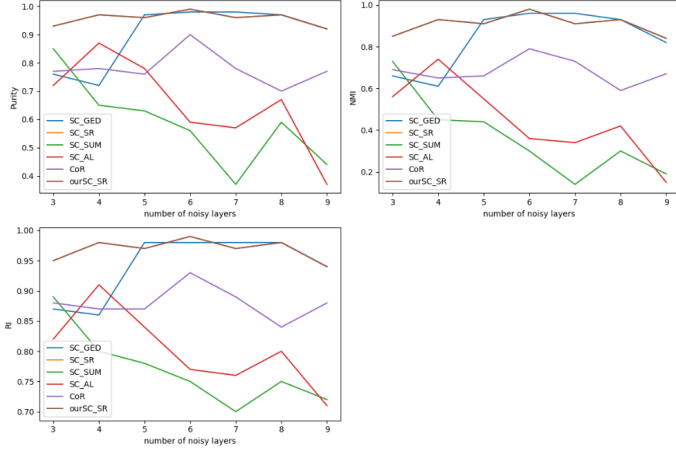 1.0
0.9
0.8
0.7
0.6
0.5
0.4
Purity
SC_GED
SC_SR
SC_SUM
SC_AL
CoR
ourSC_SR
3 4 5 6 7 8 9
number of noisy layers
1.0
0.8
0.6
0.4
0.2
NMI
SC_GED
SC_SR
SC_SUM
SC_AL
CoR
ourSC_SR
3 4 5 6 7 8 9
number of noisy layers
1.00
0.95
0.90
0.85
0.80
0.75
0.70
RI
SC_GED
SC_SR
SC_SUM
SC_AL
CoR
ourSC_SR
3 4 5 6 7 8 9
number of noisy layers